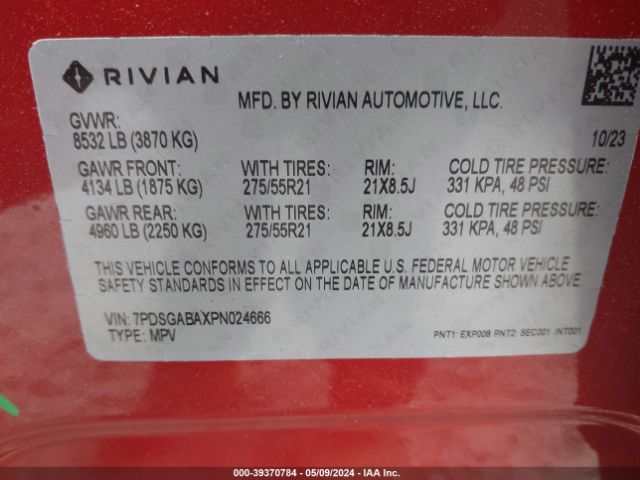 RIVIAN
MFD. BY RIVIAN AUTOMOTIVE, LLC.
GVWR:
8532 LB (3870 KG)
10/23
GAWR FRONT: WITH TIRES: RIM: COLD TIRE PRESSURE:
4134 LB (1875 KG) 275/55R21 21X8.5J 331 KPA, 48 PSI
GAWR REAR: WITH TIRES: RIM: COLD TIRE PRESSURE:
4960 LB (2250 KG) 275/55R21 21X8.5J 331 KPA, 48 PSI
THIS VEHICLE CONFORMS TO ALL APPLICABLE U.S. FEDERAL MOTOR VEHICLE
SAFETY STANDARDS IN EFFECT ON THE DATE OF MANUFACTURE SHOWN ABOVE.
VIN: 7PDSGABAXPN024666
TYPE: MPV
PNT1: EXP008 PNT2: SEC001 INT001
000-39370784 - 05/09/2024 - IAA Inc.